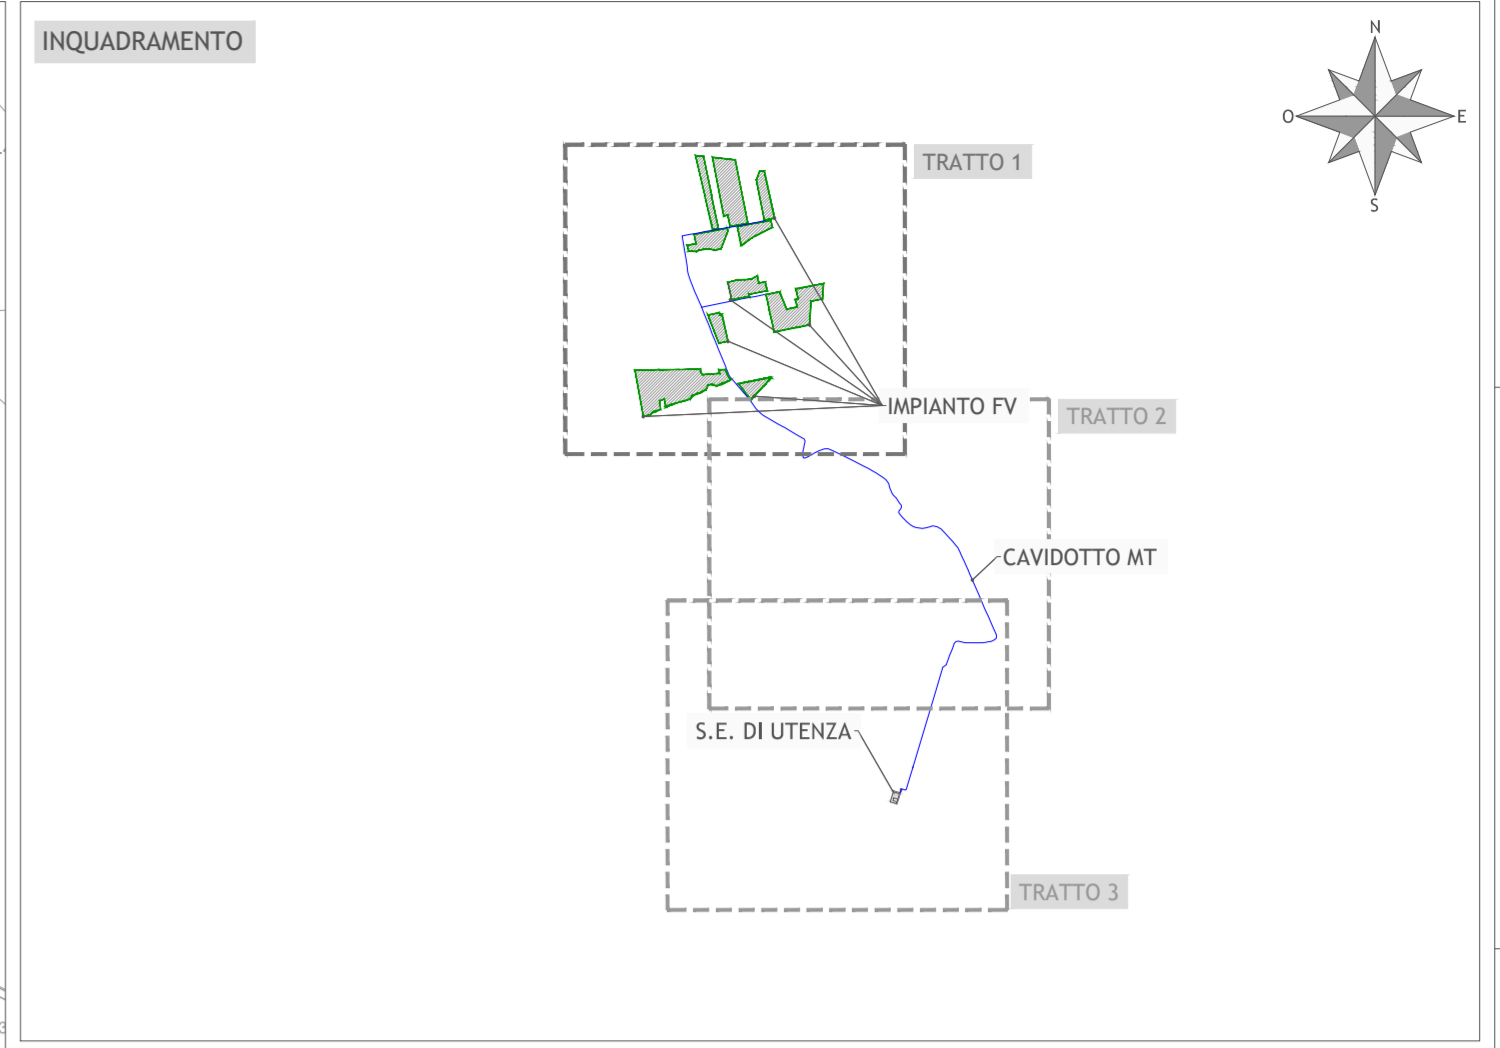 INQUADRAMENTO
N
O
E
S
TRATTO 1
IMPIANTO FV
TRATTO 2
CAVIDOTTO MT
S.E. DI UTENZA
TRATTO 3